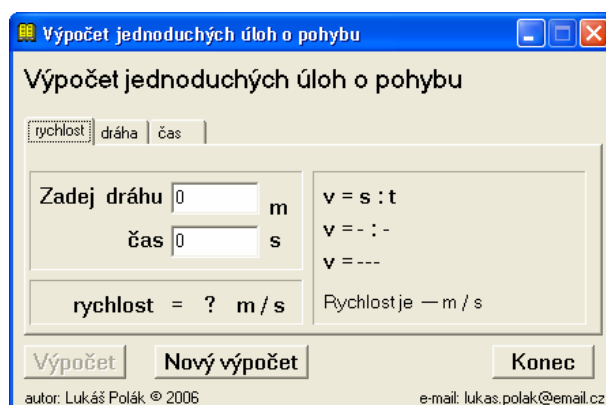 Výpočet jednoduchých úloh o pohybu
Výpočet jednoduchých úloh o pohybu
rychlost dráha čas
Zadej dráhu 0 m
čas 0 s
rychlost = ? m / s
v = s : t
v = - : -
v = ---
Rychlost je — m / s
Výpočet Nový výpočet Konec
autor: Lukáš Polák © 2006 e-mail: lukas.polak@email.cz